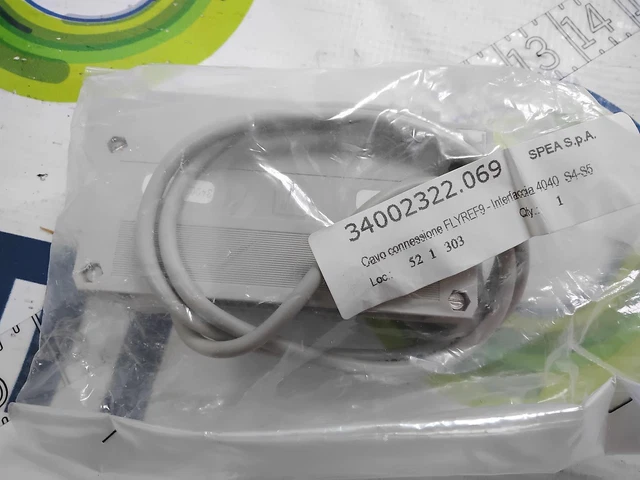 13 14
SPEA S.p.A.
34002322.069
Cavo connessione FLYREF9 - Interfaccia 4040 S4-S5
Loc.: 52 1 303
Qty.: 1